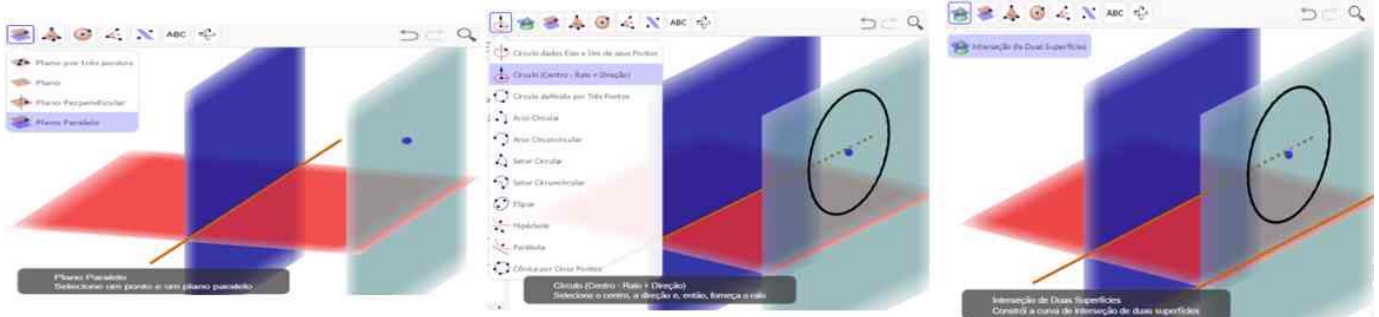 ABC
Plano por três pontos
Plano
Plano Perpendicular
Plano Paralelo
Plano Paralelo
Selecione um ponto e um plano paralelo
ABC
Círculo dados Eixo e Um de seus Pontos
Círculo (Centro - Raio + Direção)
Círculo definido por Três Pontos
Arco Circular
Arco Circuncircular
Setor Circular
Setor Circuncircular
Elipse
Hipérbole
Parábola
Cônica por Cinco Pontos
Círculo (Centro - Raio + Direção)
Selecione o centro, a direção e, então, forneça o raio
ABC
Interseção de Duas Superfícies
Interseção de Duas Superfícies
Constrói a curva de interseção de duas superfícies